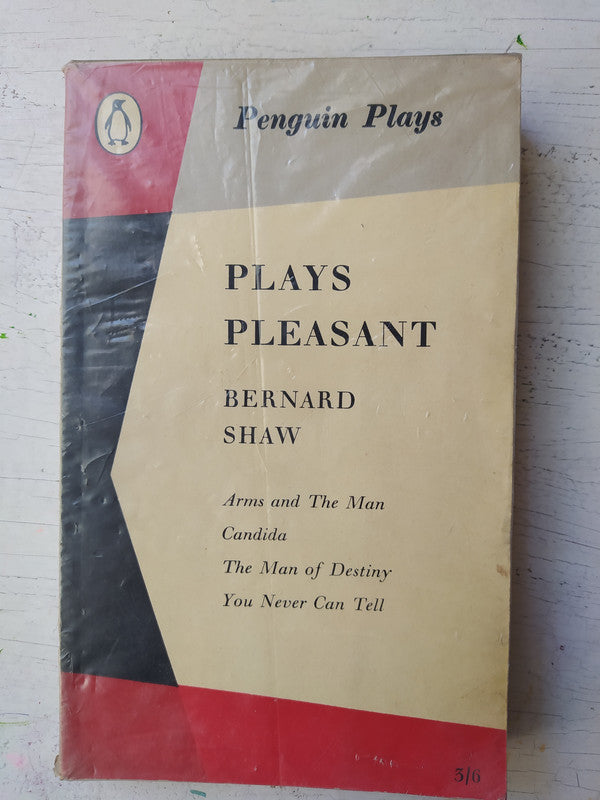 Penguin Plays
PLAYS
PLEASANT
BERNARD
SHAW
Arms and The Man
Candida
The Man of Destiny
You Never Can Tell
3/6